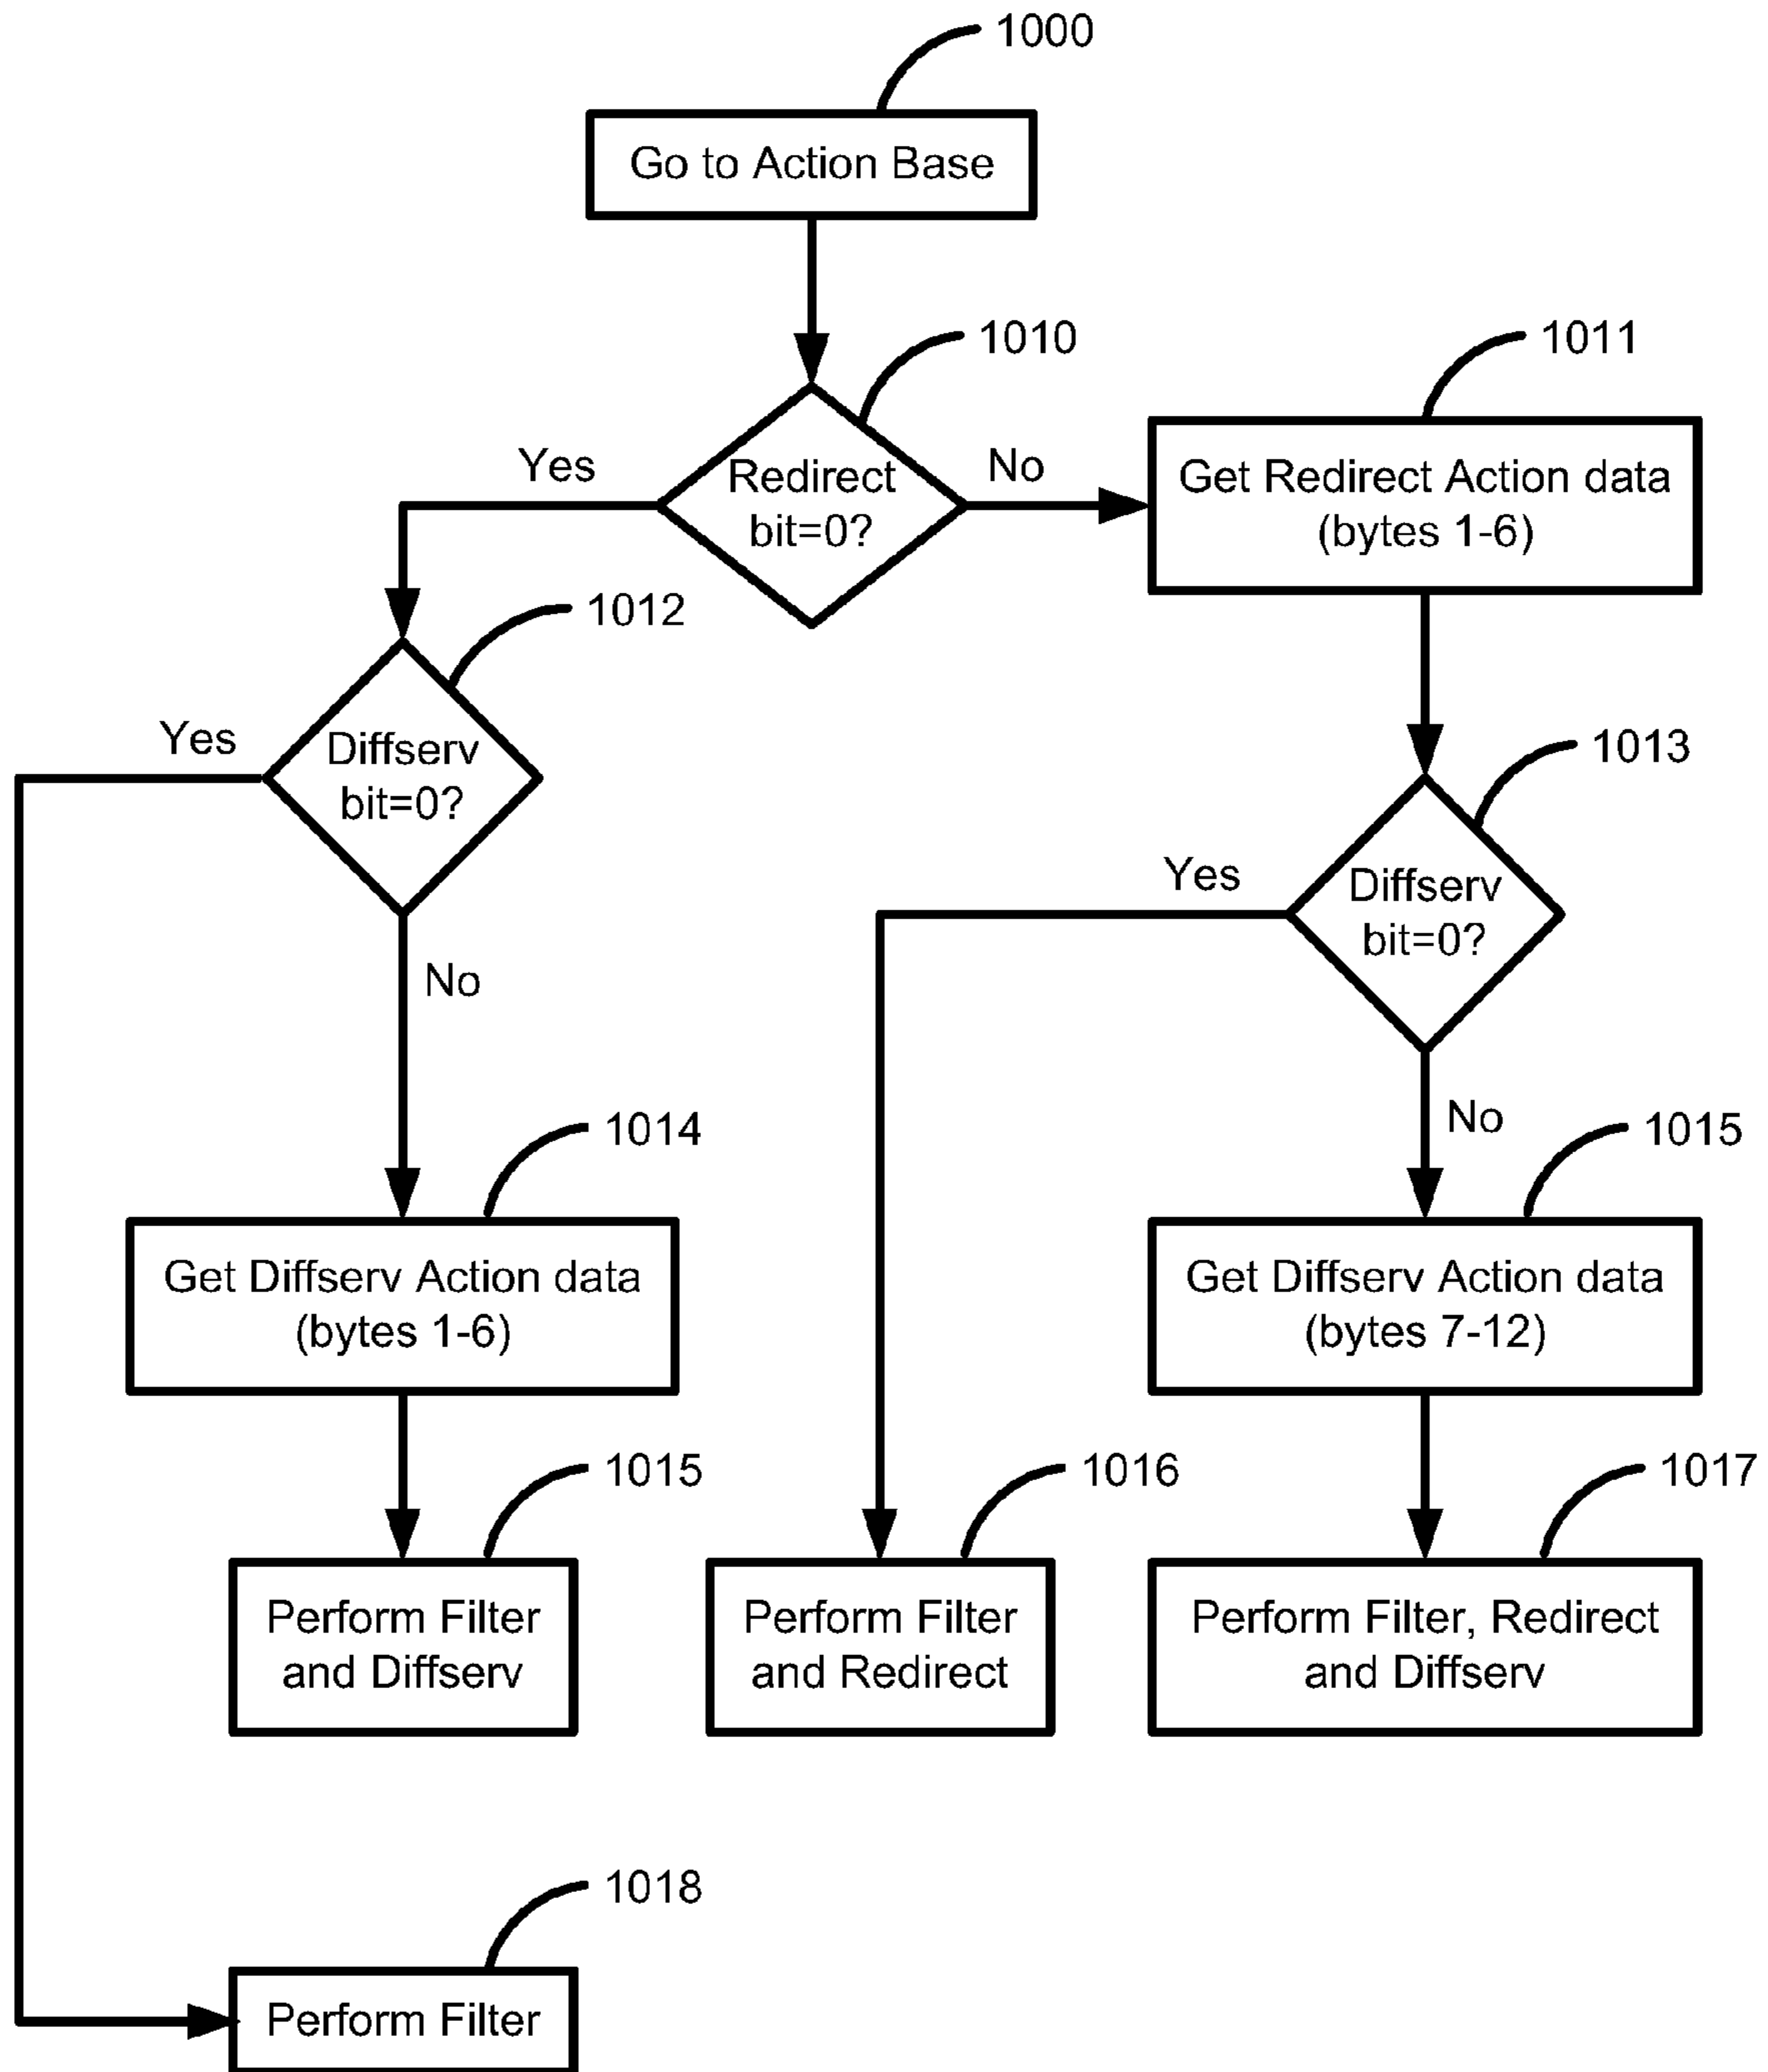 1000
Go to Action Base
1010
1011
Yes
Redirect
bit=0?
No
Get Redirect Action data
(bytes 1-6)
1012
Yes
Diffserv
bit=0?
1013
Yes
Diffserv
bit=0?
No
No
1014
1015
Get Diffserv Action data
(bytes 1-6)
Get Diffserv Action data
(bytes 7-12)
1015
1016
1017
Perform Filter
and Diffserv
Perform Filter
and Redirect
Perform Filter, Redirect
and Diffserv
1018
Perform Filter